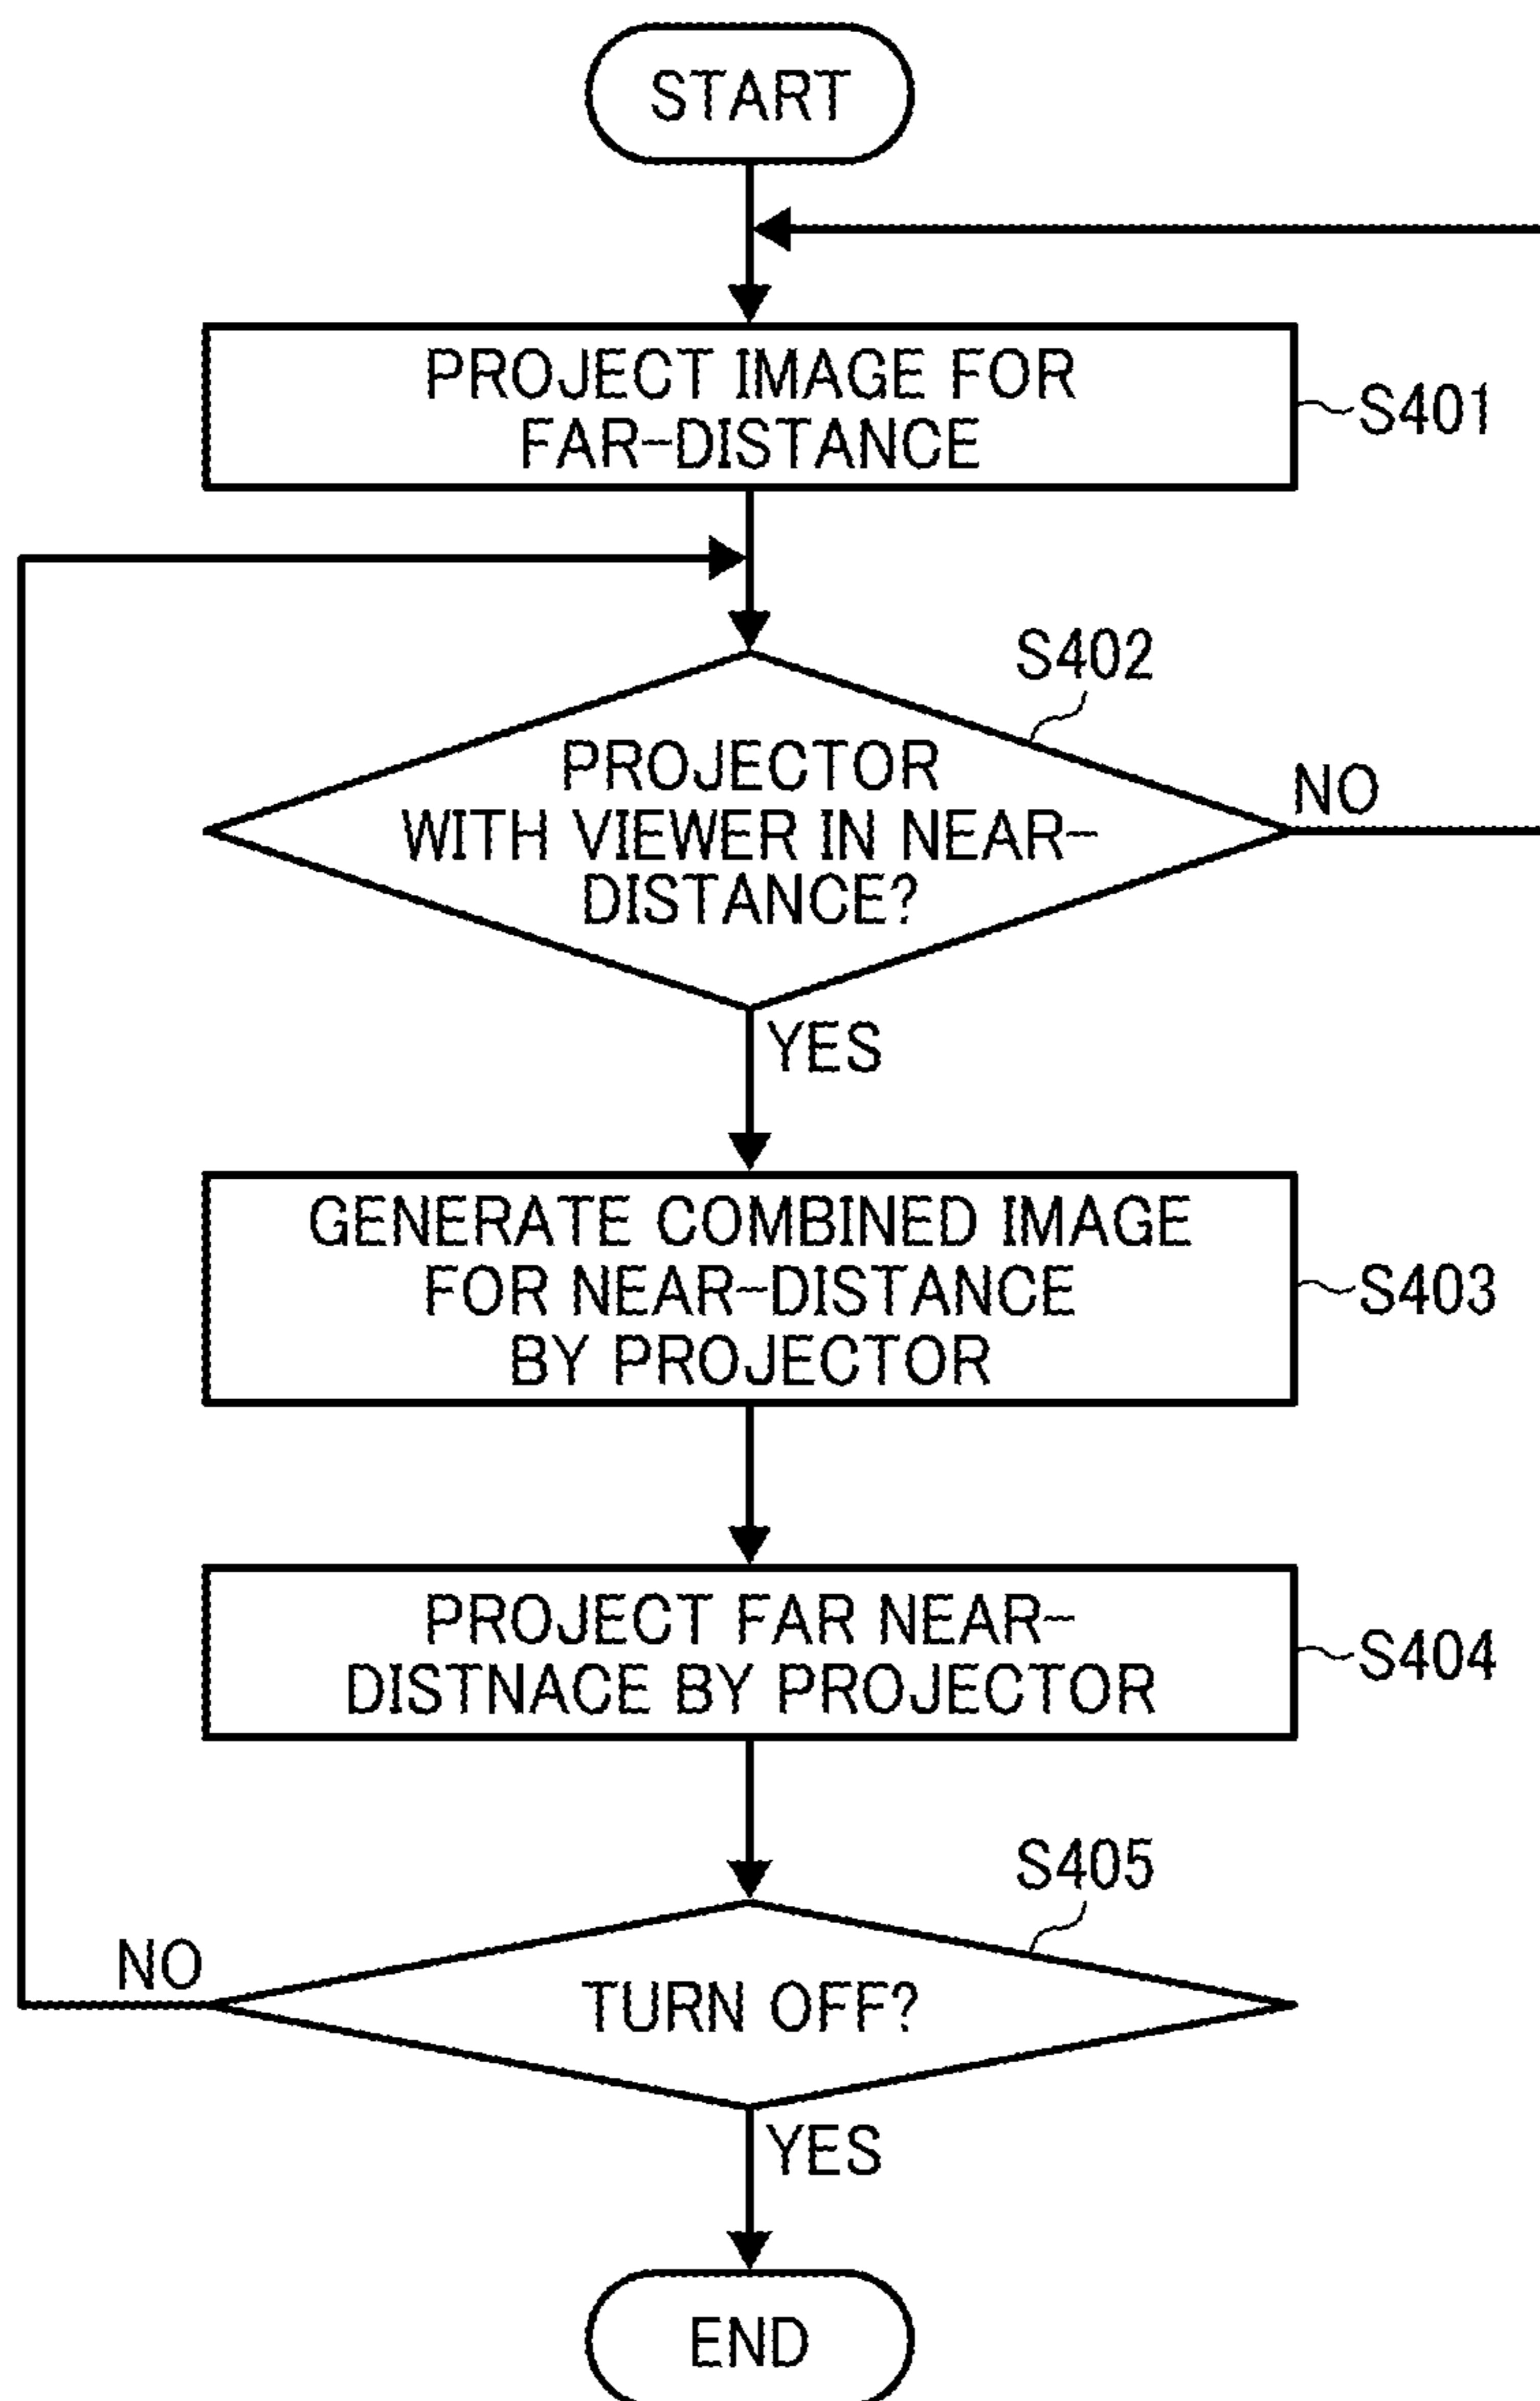 START
PROJECT IMAGE FOR
FAR-DISTANCE
S401
S402
PROJECTOR
WITH VIEWER IN NEAR-
DISTANCE?
NO
YES
GENERATE COMBINED IMAGE
FOR NEAR-DISTANCE
BY PROJECTOR
S403
PROJECT FAR NEAR-
DISTNACE BY PROJECTOR
S404
S405
NO
TURN OFF?
YES
END